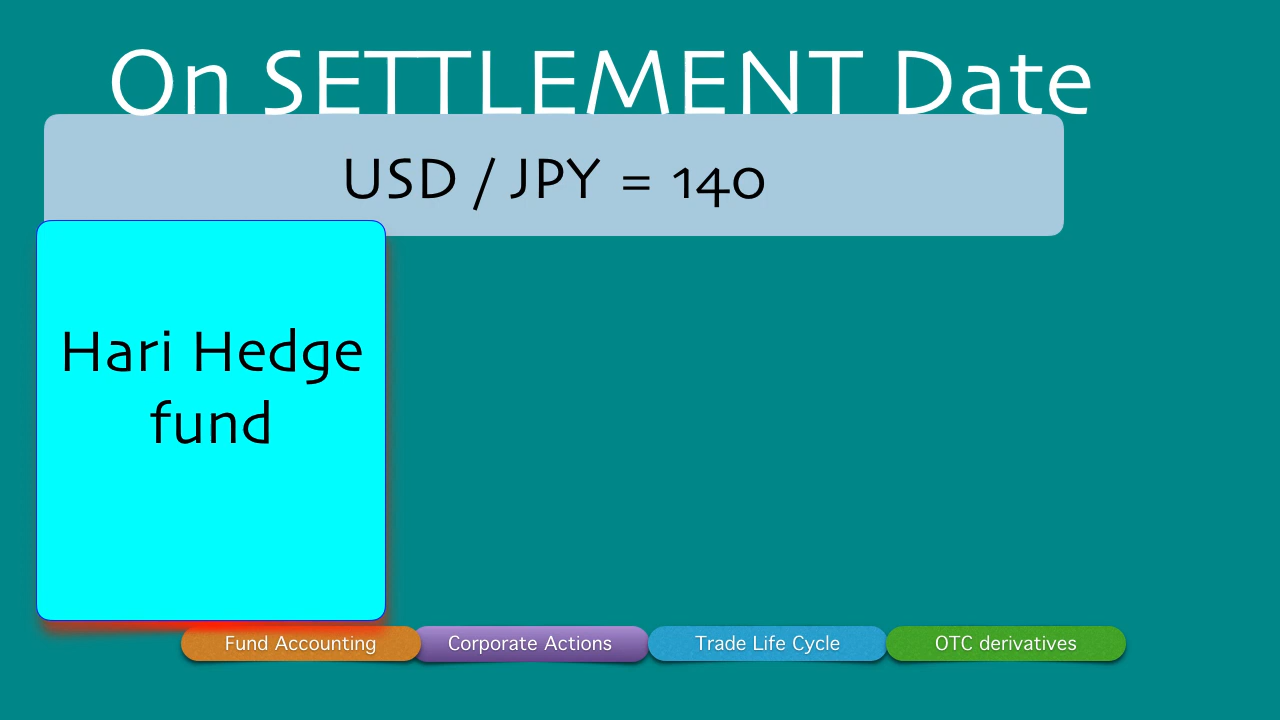 On SETTLEMENT Date
USD / JPY = 140
Hari Hedge
fund
Fund Accounting
Corporate Actions
Trade Life Cycle
OTC derivatives